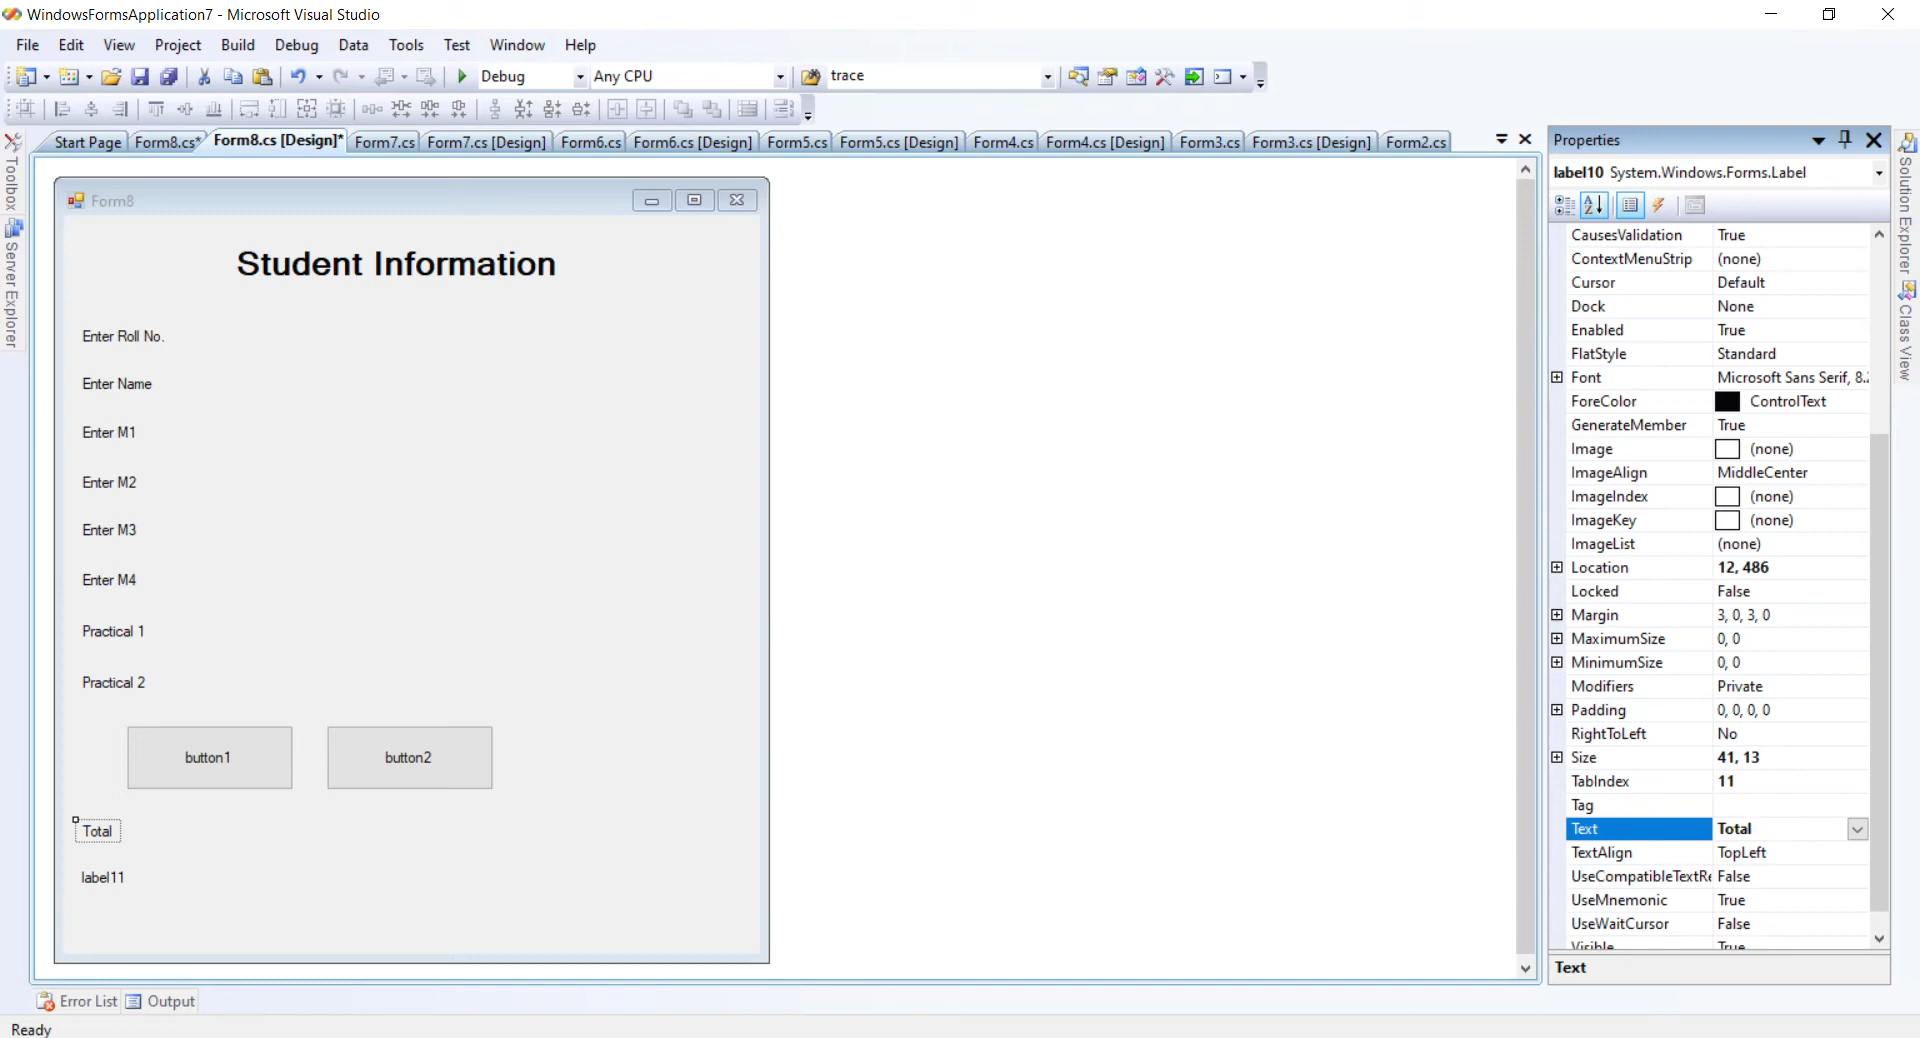 WindowsFormsApplication7 - Microsoft Visual Studio
File Edit View Project Build Debug Data Tools Test Window Help
Debug Any CPU trace
Start Page Form8.cs* Form8.cs [Design]* Form7.cs Form7.cs [Design] Form6.cs Form6.cs [Design] Form5.cs Form5.cs [Design] Form4.cs Form4.cs [Design] Form3.cs Form3.cs [Design] Form2.cs
Toolbox
Server Explorer
Form8
Student Information
Enter Roll No.
Enter Name
Enter M1
Enter M2
Enter M3
Enter M4
Practical 1
Practical 2
button1 button2
Total
label11
Properties
label10 System.Windows.Forms.Label
CausesValidation True
ContextMenuStrip (none)
Cursor Default
Dock None
Enabled True
FlatStyle Standard
Font Microsoft Sans Serif, 8.
ForeColor ControlText
GenerateMember True
Image (none)
ImageAlign MiddleCenter
ImageIndex (none)
ImageKey (none)
ImageList (none)
Location 12, 486
Locked False
Margin 3, 0, 3, 0
MaximumSize 0, 0
MinimumSize 0, 0
Modifiers Private
Padding 0, 0, 0, 0
RightToLeft No
Size 41, 13
TabIndex 11
Tag
Text Total
TextAlign TopLeft
UseCompatibleTextRe False
UseMnemonic True
UseWaitCursor False
Visible True
Text
Solution Explorer
Class View
Error List Output
Ready